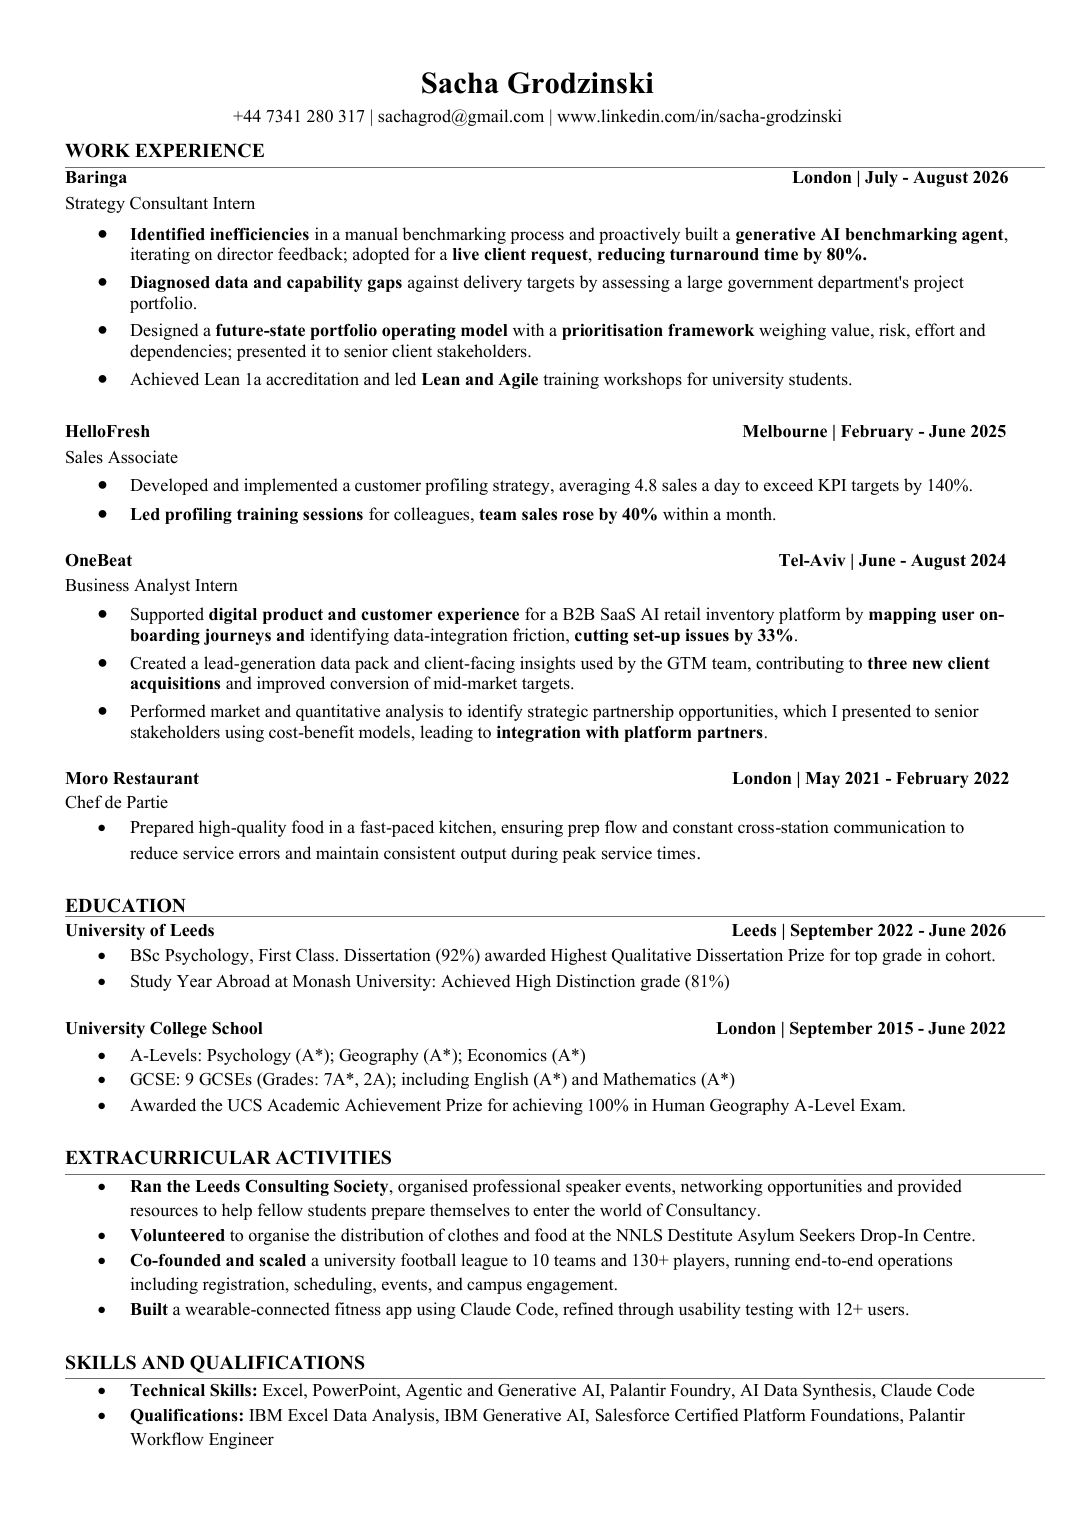 Sacha Grodzinski
+44 7341 280 317 | sachagrod@gmail.com | www.linkedin.com/in/sacha-grodzinski
WORK EXPERIENCE
Baringa London | July - August 2026
Strategy Consultant Intern
● Identified inefficiencies in a manual benchmarking process and proactively built a generative AI benchmarking agent,
iterating on director feedback; adopted for a live client request, reducing turnaround time by 80%.
● Diagnosed data and capability gaps against delivery targets by assessing a large government department's project
portfolio.
● Designed a future-state portfolio operating model with a prioritisation framework weighing value, risk, effort and
dependencies; presented it to senior client stakeholders.
● Achieved Lean 1a accreditation and led Lean and Agile training workshops for university students.
HelloFresh Melbourne | February - June 2025
Sales Associate
● Developed and implemented a customer profiling strategy, averaging 4.8 sales a day to exceed KPI targets by 140%.
● Led profiling training sessions for colleagues, team sales rose by 40% within a month.
OneBeat Tel-Aviv | June - August 2024
Business Analyst Intern
● Supported digital product and customer experience for a B2B SaaS AI retail inventory platform by mapping user on-
boarding journeys and identifying data-integration friction, cutting set-up issues by 33%.
● Created a lead-generation data pack and client-facing insights used by the GTM team, contributing to three new client
acquisitions and improved conversion of mid-market targets.
● Performed market and quantitative analysis to identify strategic partnership opportunities, which I presented to senior
stakeholders using cost-benefit models, leading to integration with platform partners.
Moro Restaurant London | May 2021 - February 2022
Chef de Partie
● Prepared high-quality food in a fast-paced kitchen, ensuring prep flow and constant cross-station communication to
reduce service errors and maintain consistent output during peak service times.
EDUCATION
University of Leeds Leeds | September 2022 - June 2026
● BSc Psychology, First Class. Dissertation (92%) awarded Highest Qualitative Dissertation Prize for top grade in cohort.
● Study Year Abroad at Monash University: Achieved High Distinction grade (81%)
University College School London | September 2015 - June 2022
● A-Levels: Psychology (A*); Geography (A*); Economics (A*)
● GCSE: 9 GCSEs (Grades: 7A*, 2A); including English (A*) and Mathematics (A*)
● Awarded the UCS Academic Achievement Prize for achieving 100% in Human Geography A-Level Exam.
EXTRACURRICULAR ACTIVITIES
● Ran the Leeds Consulting Society, organised professional speaker events, networking opportunities and provided
resources to help fellow students prepare themselves to enter the world of Consultancy.
● Volunteered to organise the distribution of clothes and food at the NNLS Destitute Asylum Seekers Drop-In Centre.
● Co-founded and scaled a university football league to 10 teams and 130+ players, running end-to-end operations
including registration, scheduling, events, and campus engagement.
● Built a wearable-connected fitness app using Claude Code, refined through usability testing with 12+ users.
SKILLS AND QUALIFICATIONS
● Technical Skills: Excel, PowerPoint, Agentic and Generative AI, Palantir Foundry, AI Data Synthesis, Claude Code
● Qualifications: IBM Excel Data Analysis, IBM Generative AI, Salesforce Certified Platform Foundations, Palantir
Workflow Engineer